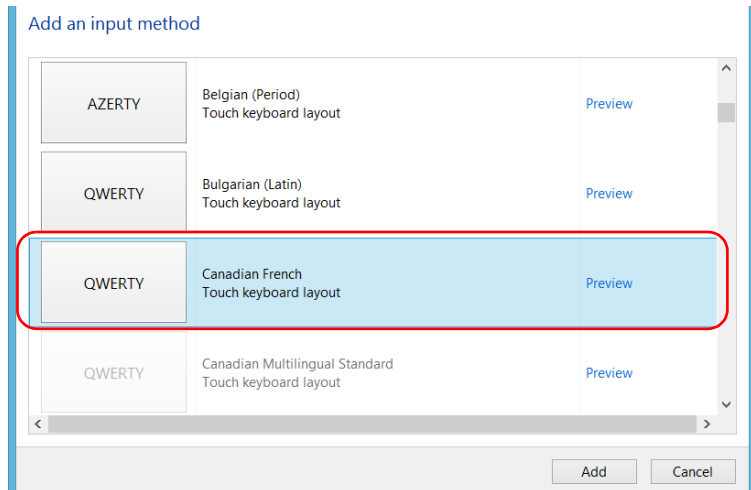 Add an input method
AZERTY
Belgian (Period)
Touch keyboard layout
Preview
QWERTY
Bulgarian (Latin)
Touch keyboard layout
Preview
QWERTY
Canadian French
Touch keyboard layout
Preview
QWERTY
Canadian Multilingual Standard
Touch keyboard layout
Preview
Add
Cancel